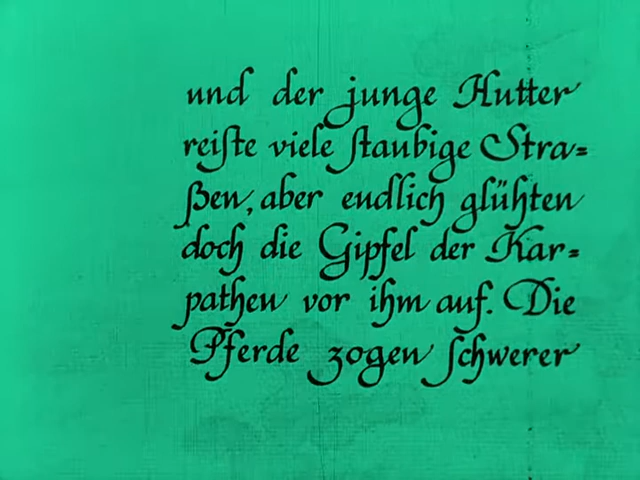 und der junge Hutter
reiſte viele ſtaubige Stra=
ßen, aber endlich glühten
doch die Gipfel der Kar=
pathen vor ihm auf. Die
Pferde zogen ſchwerer